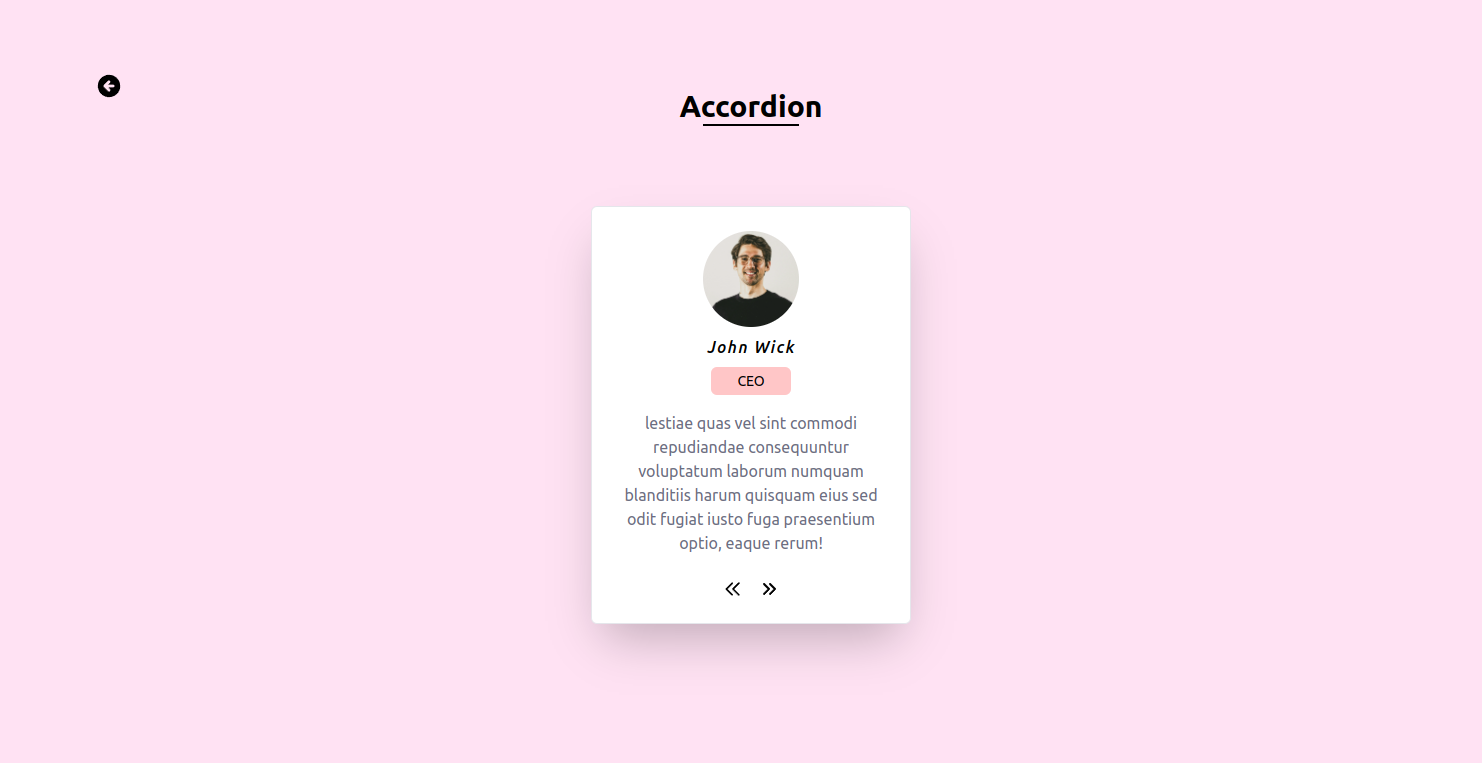 Accordion
John Wick
CEO
lestiae quas vel sint commodi
repudiandae consequuntur
voluptatum laborum numquam
blanditiis harum quisquam eius sed
odit fugiat iusto fuga praesentium
optio, eaque rerum!